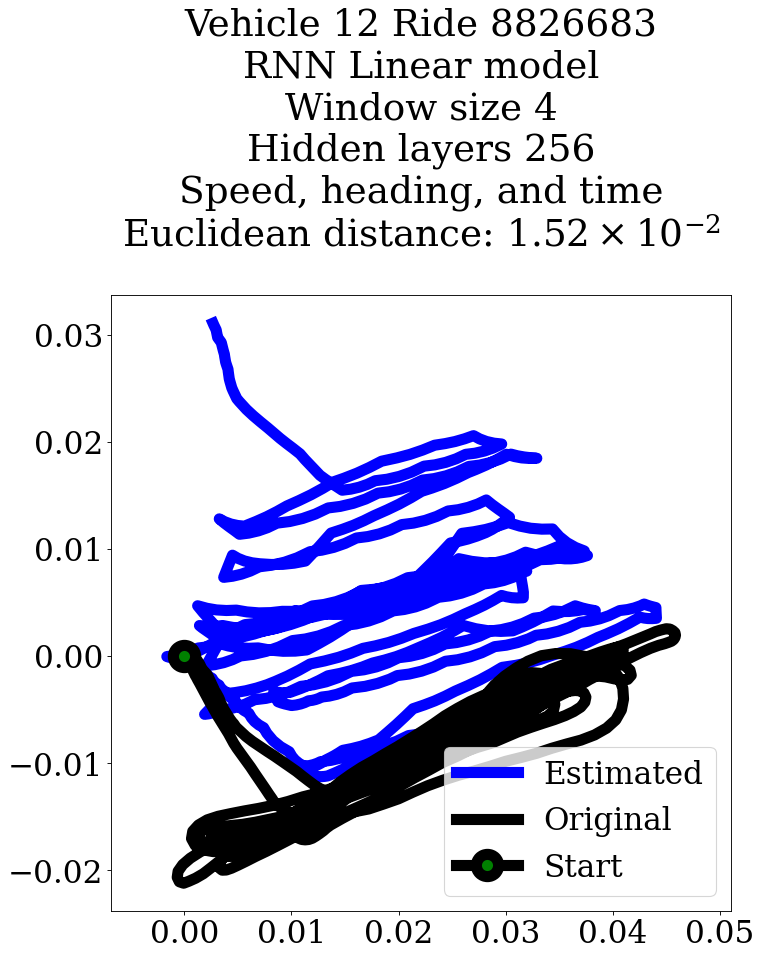 Vehicle 12 Ride 8826683
RNN Linear model
Window size 4
Hidden layers 256
Speed, heading, and time
Euclidean distance: 1.52 × 10⁻²
0.03
0.02
0.01
0.00
−0.01
−0.02
Estimated
Original
Start
0.00 0.01 0.02 0.03 0.04 0.05